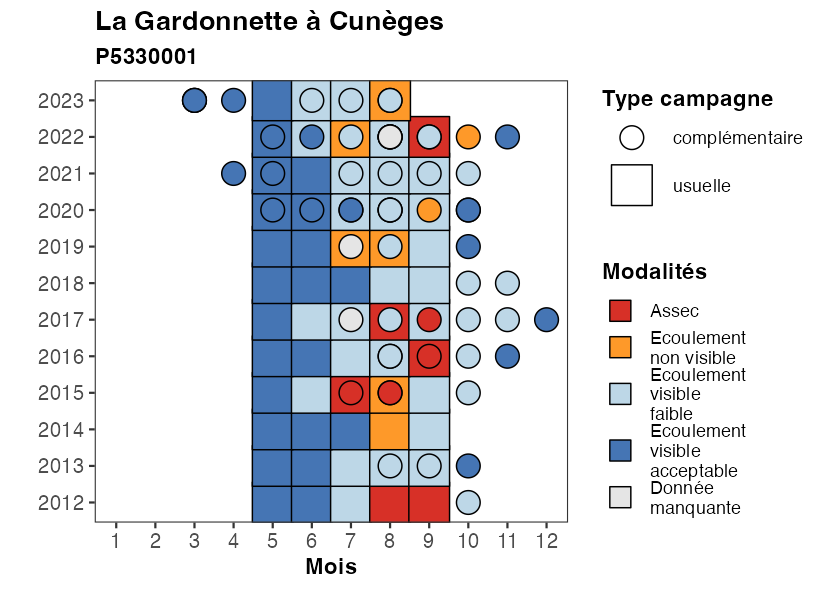 La Gardonnette à Cunèges
P5330001
2023
2022
2021
2020
2019
2018
2017
2016
2015
2014
2013
2012
1 2 3 4 5 6 7 8 9 10 11 12
Mois
Type campagne
complémentaire
usuelle
Modalités
Assec
Ecoulement
non visible
Ecoulement
visible
faible
Ecoulement
visible
acceptable
Donnée
manquante